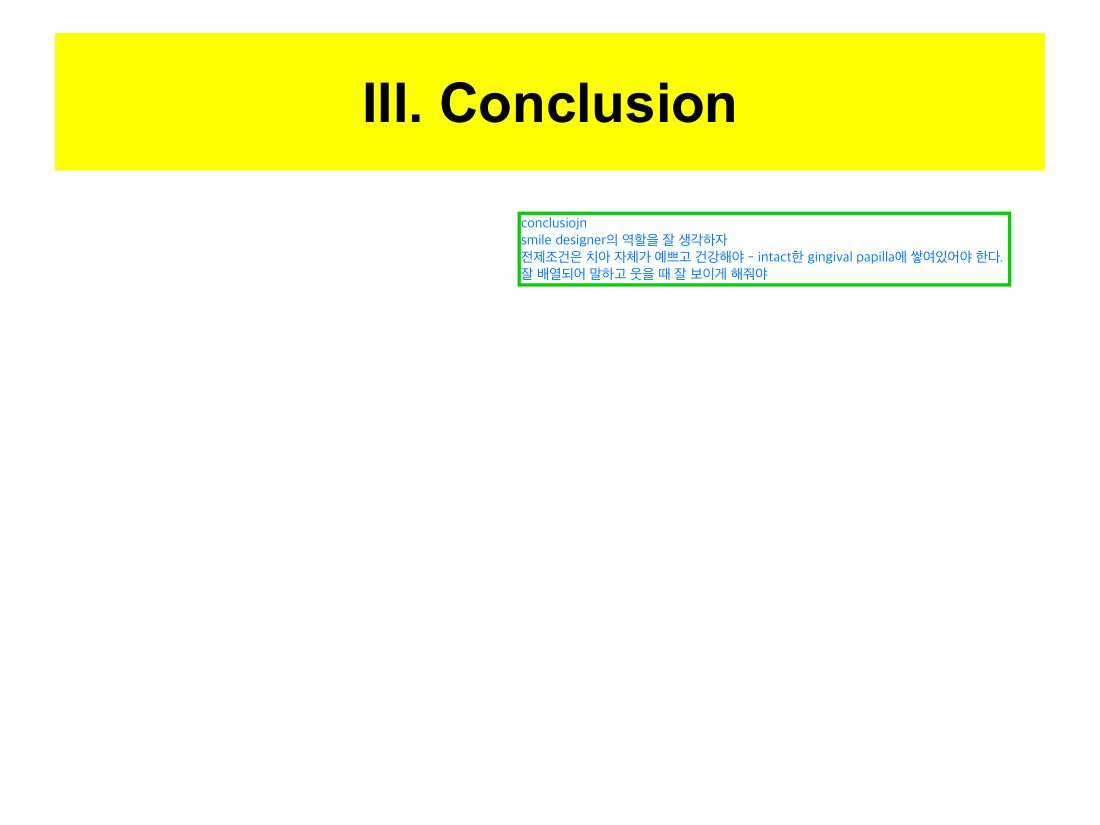 III. Conclusion
conclusiojn
smile designer의 역할을 잘 생각하자
전제조건은 치아 자체가 예쁘고 건강해야 - intact한 gingival papilla에 쌓여있어야 한다.
잘 배열되어 말하고 웃을 때 잘 보이게 해줘야